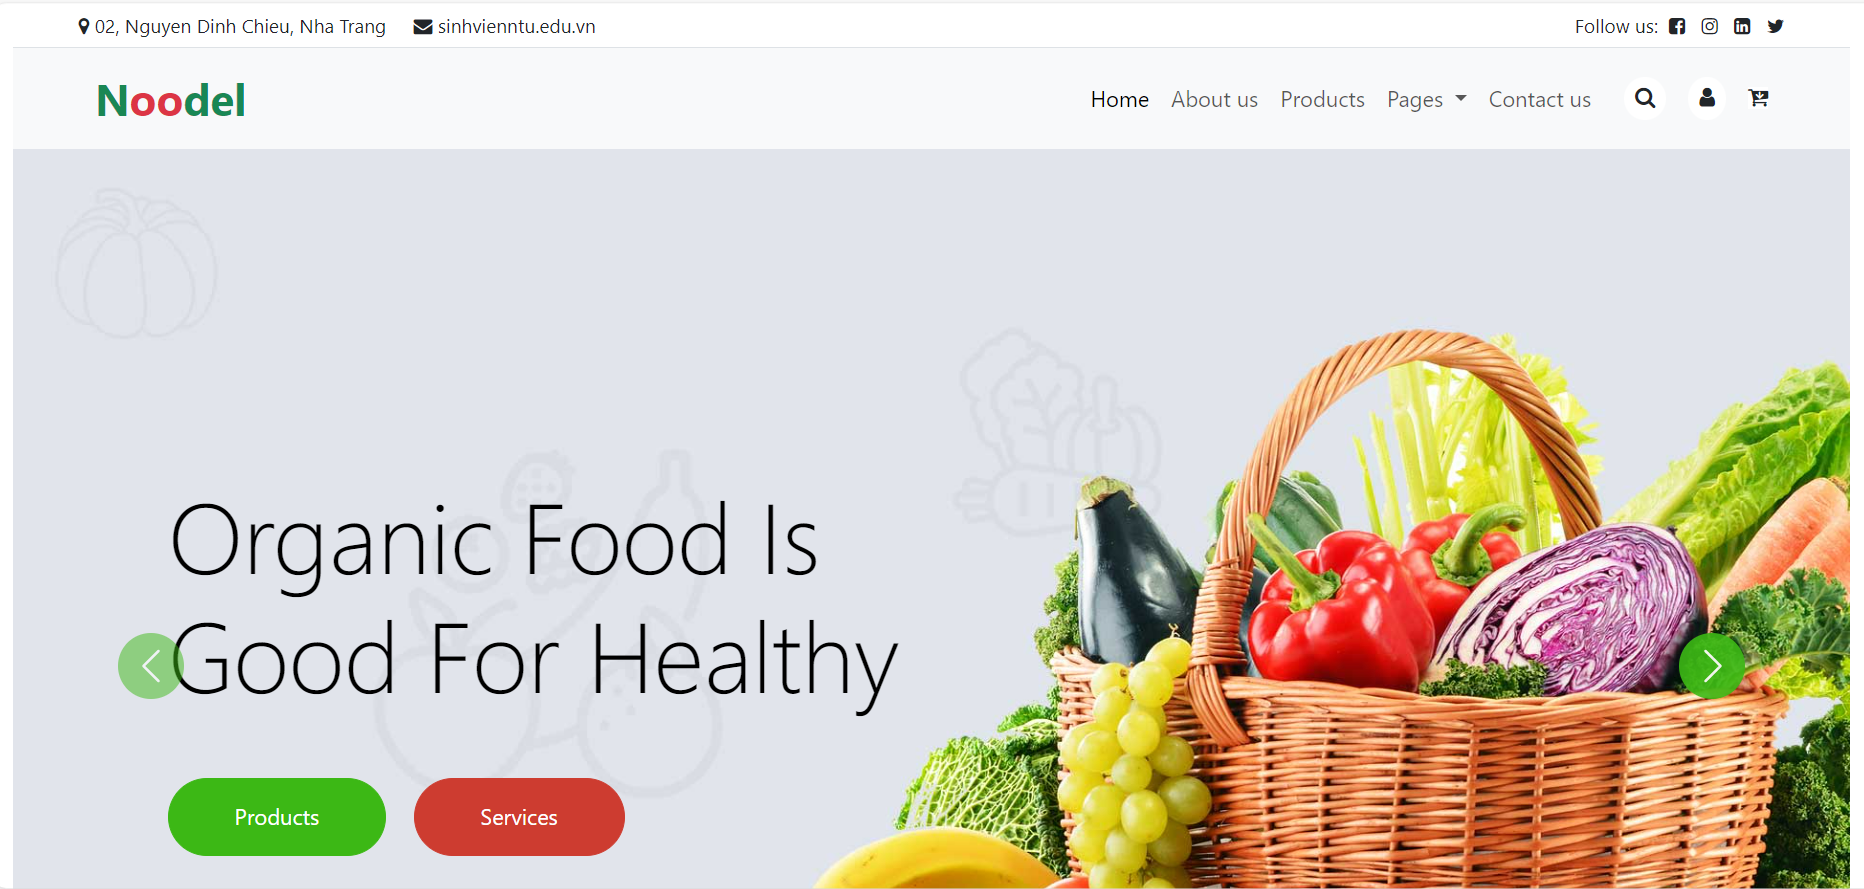 02, Nguyen Dinh Chieu, Nha Trang sinhvienntu.edu.vn Follow us:
Noodel Home About us Products Pages Contact us
Organic Food Is
Good For Healthy
Products Services